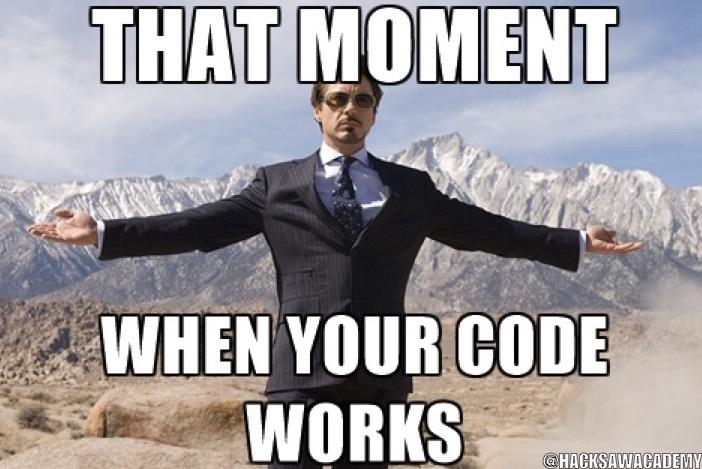 THAT MOMENT
WHEN YOUR CODE
WORKS
@HACKSAWACADEMY